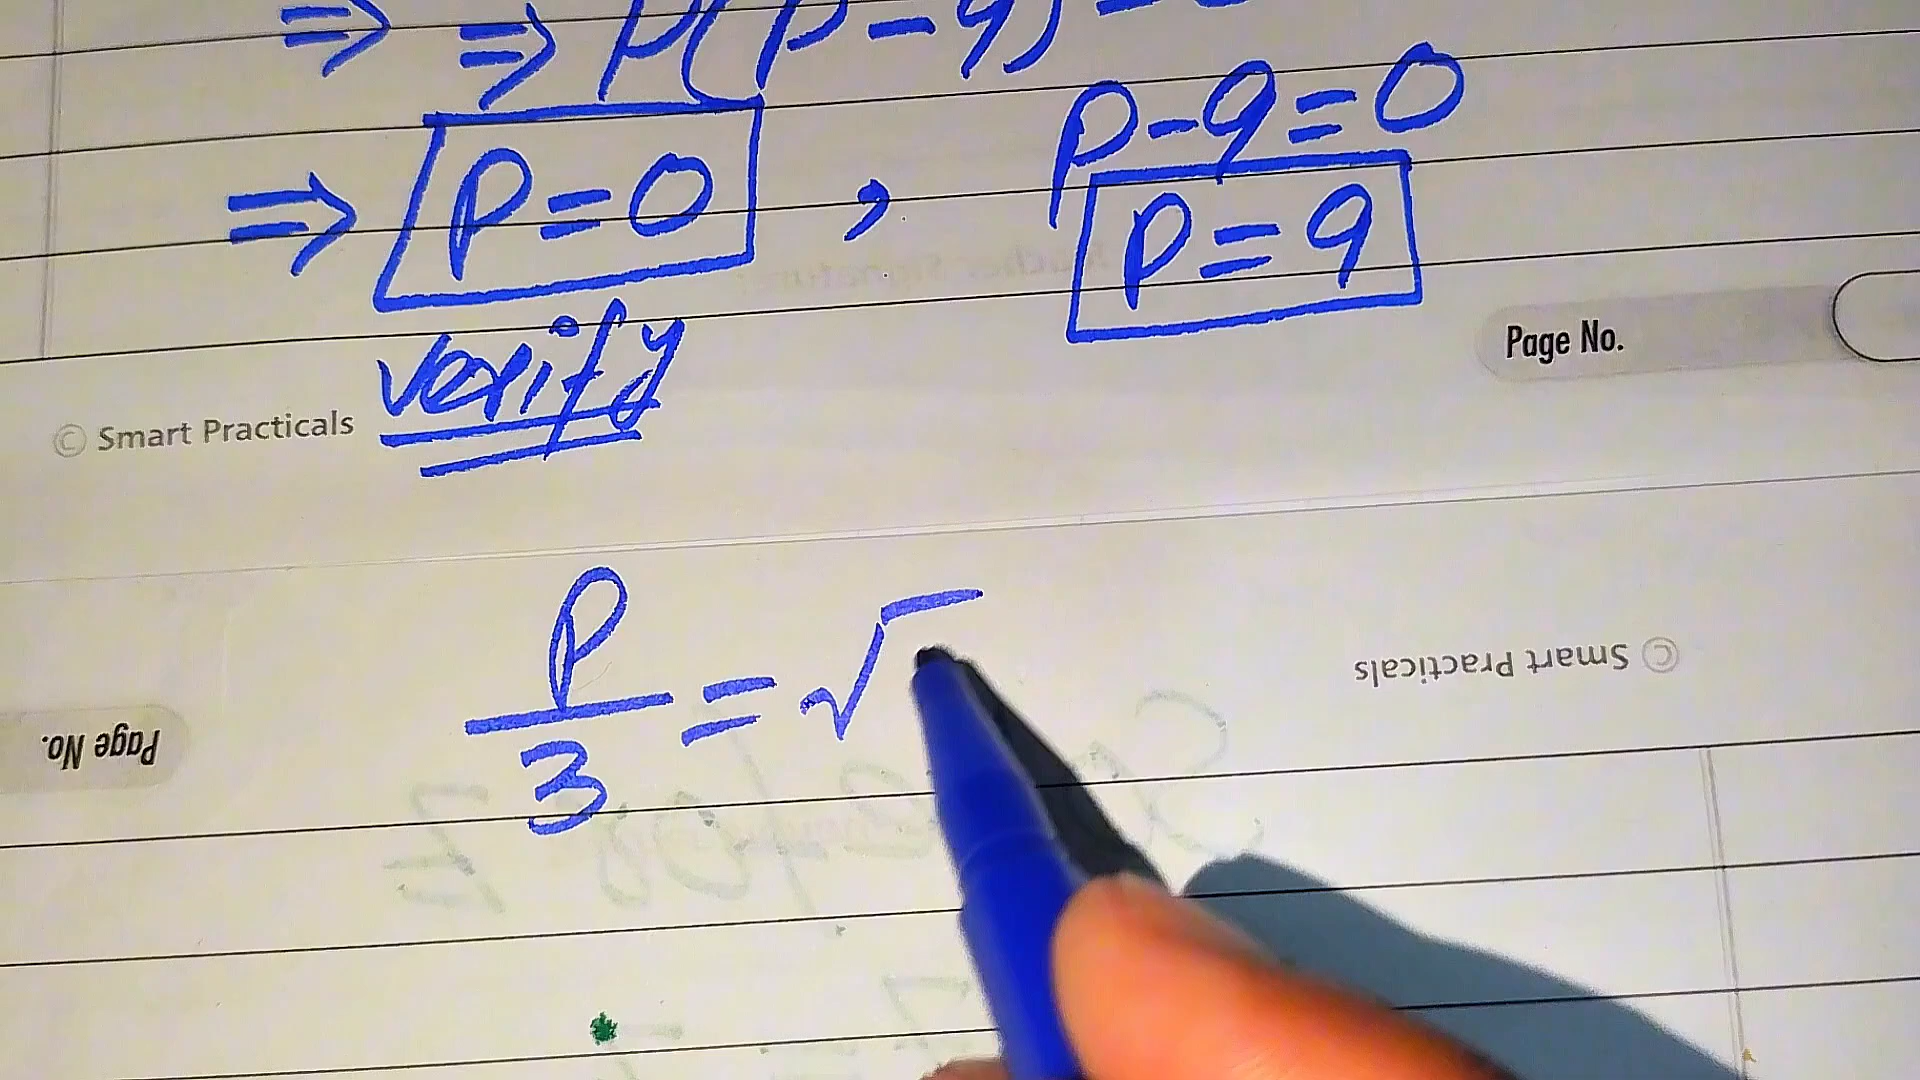 ⇒ ⇒ P(P-9)=
P-9=0
⇒ P=0 , P=9
Page No.
verify
© Smart Practicals
P/3=√
© Smart Practicals
Page No.